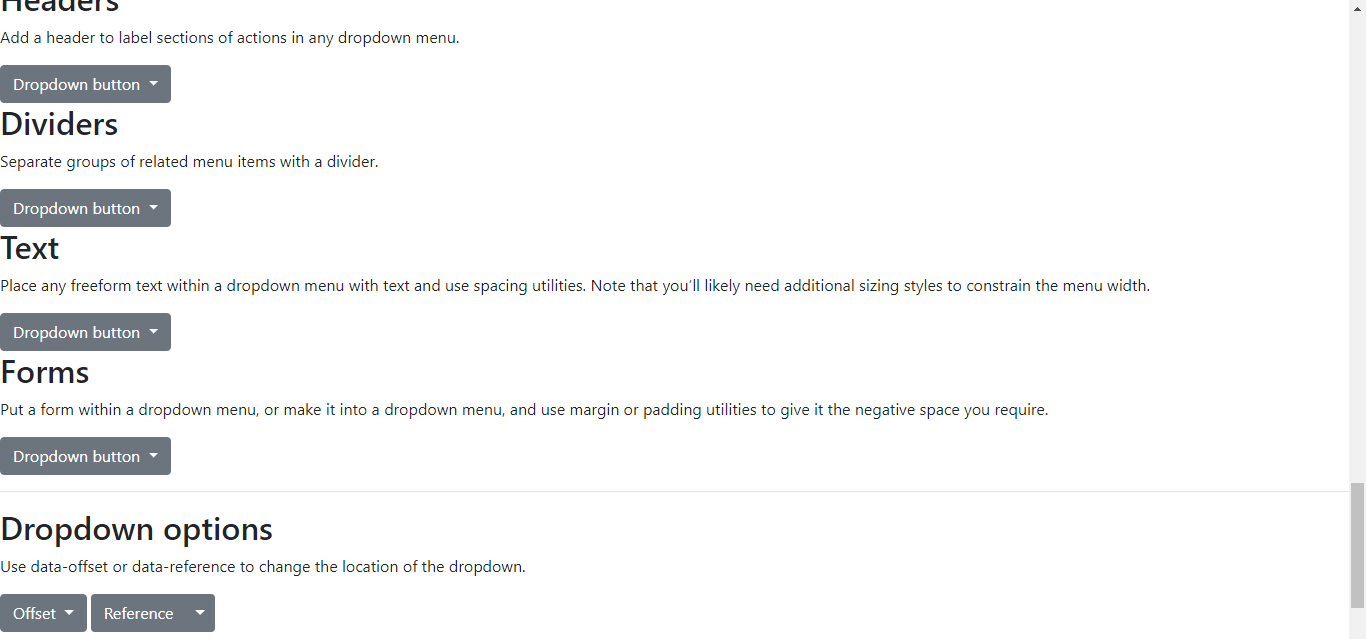 Headers
Add a header to label sections of actions in any dropdown menu.
Dropdown button
Dividers
Separate groups of related menu items with a divider.
Dropdown button
Text
Place any freeform text within a dropdown menu with text and use spacing utilities. Note that you’ll likely need additional sizing styles to constrain the menu width.
Dropdown button
Forms
Put a form within a dropdown menu, or make it into a dropdown menu, and use margin or padding utilities to give it the negative space you require.
Dropdown button
Dropdown options
Use data-offset or data-reference to change the location of the dropdown.
Offset Reference